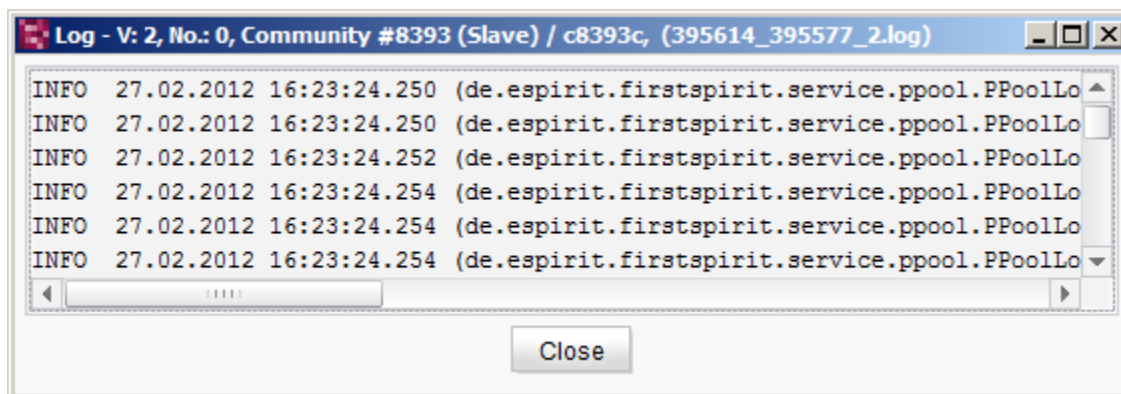 Log - V: 2, No.: 0, Community #8393 (Slave) / c8393c, (395614_395577_2.log)
INFO 27.02.2012 16:23:24.250 (de.espirit.firstspirit.service.ppool.PPoolLo
INFO 27.02.2012 16:23:24.250 (de.espirit.firstspirit.service.ppool.PPoolLo
INFO 27.02.2012 16:23:24.252 (de.espirit.firstspirit.service.ppool.PPoolLo
INFO 27.02.2012 16:23:24.254 (de.espirit.firstspirit.service.ppool.PPoolLo
INFO 27.02.2012 16:23:24.254 (de.espirit.firstspirit.service.ppool.PPoolLo
INFO 27.02.2012 16:23:24.254 (de.espirit.firstspirit.service.ppool.PPoolLo
Close